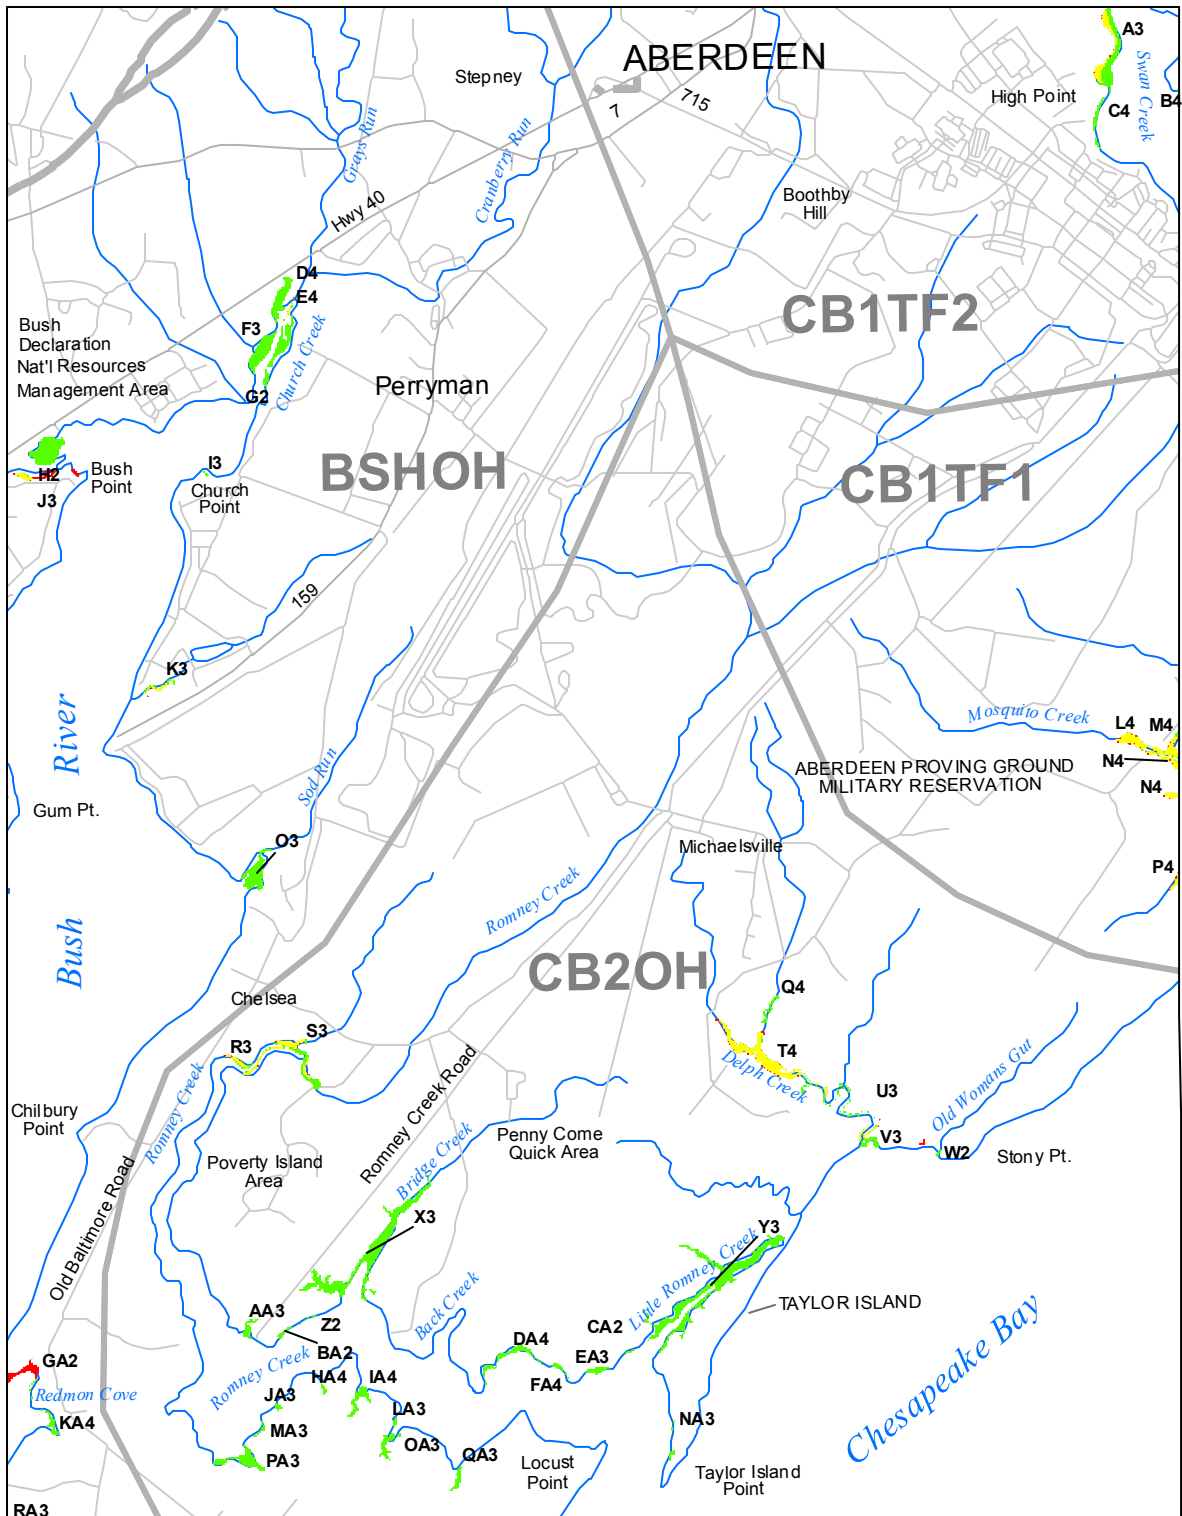 A3
ABERDEEN
Stepney
Swan Creek
High Point
B4
715
7
C4
Grays Run
Cranberry Run
Boothby
Hill
Hwy 40
D4
E4
CB1TF2
F3
Bush
Declaration
Nat'l Resources
Management Area
Church Creek
Perryman
G2
I3
BSHOH
CB1TF1
H2
Bush
Point
J3
Church
Point
159
K3
River
Mosquito Creek
L4
M4
N4
ABERDEEN PROVING GROUND
MILITARY RESERVATION
N4
Sod Run
Gum Pt.
O3
Michaelsville
P4
Romney Creek
Bush
CB2OH
Q4
Chelsea
S3
R3
T4
Delph Creek
Old Womans Gut
U3
Romney Creek
Romney Creek Road
Chilbury
Point
V3
W2
Stony Pt.
Penny Come
Quick Area
Bridge Creek
Poverty Island
Area
Old Baltimore Road
X3
Y3
Little Romney Creek
Back Creek
TAYLOR ISLAND
AA3
Z2
CA2
Chesapeake Bay
DA4
BA2
EA3
GA2
Romney Creek
HA4
IA4
FA4
Redmon Cove
JA3
LA3
KA4
MA3
NA3
OA3
PA3
QA3
Locust
Point
Taylor Island
Point
RA3